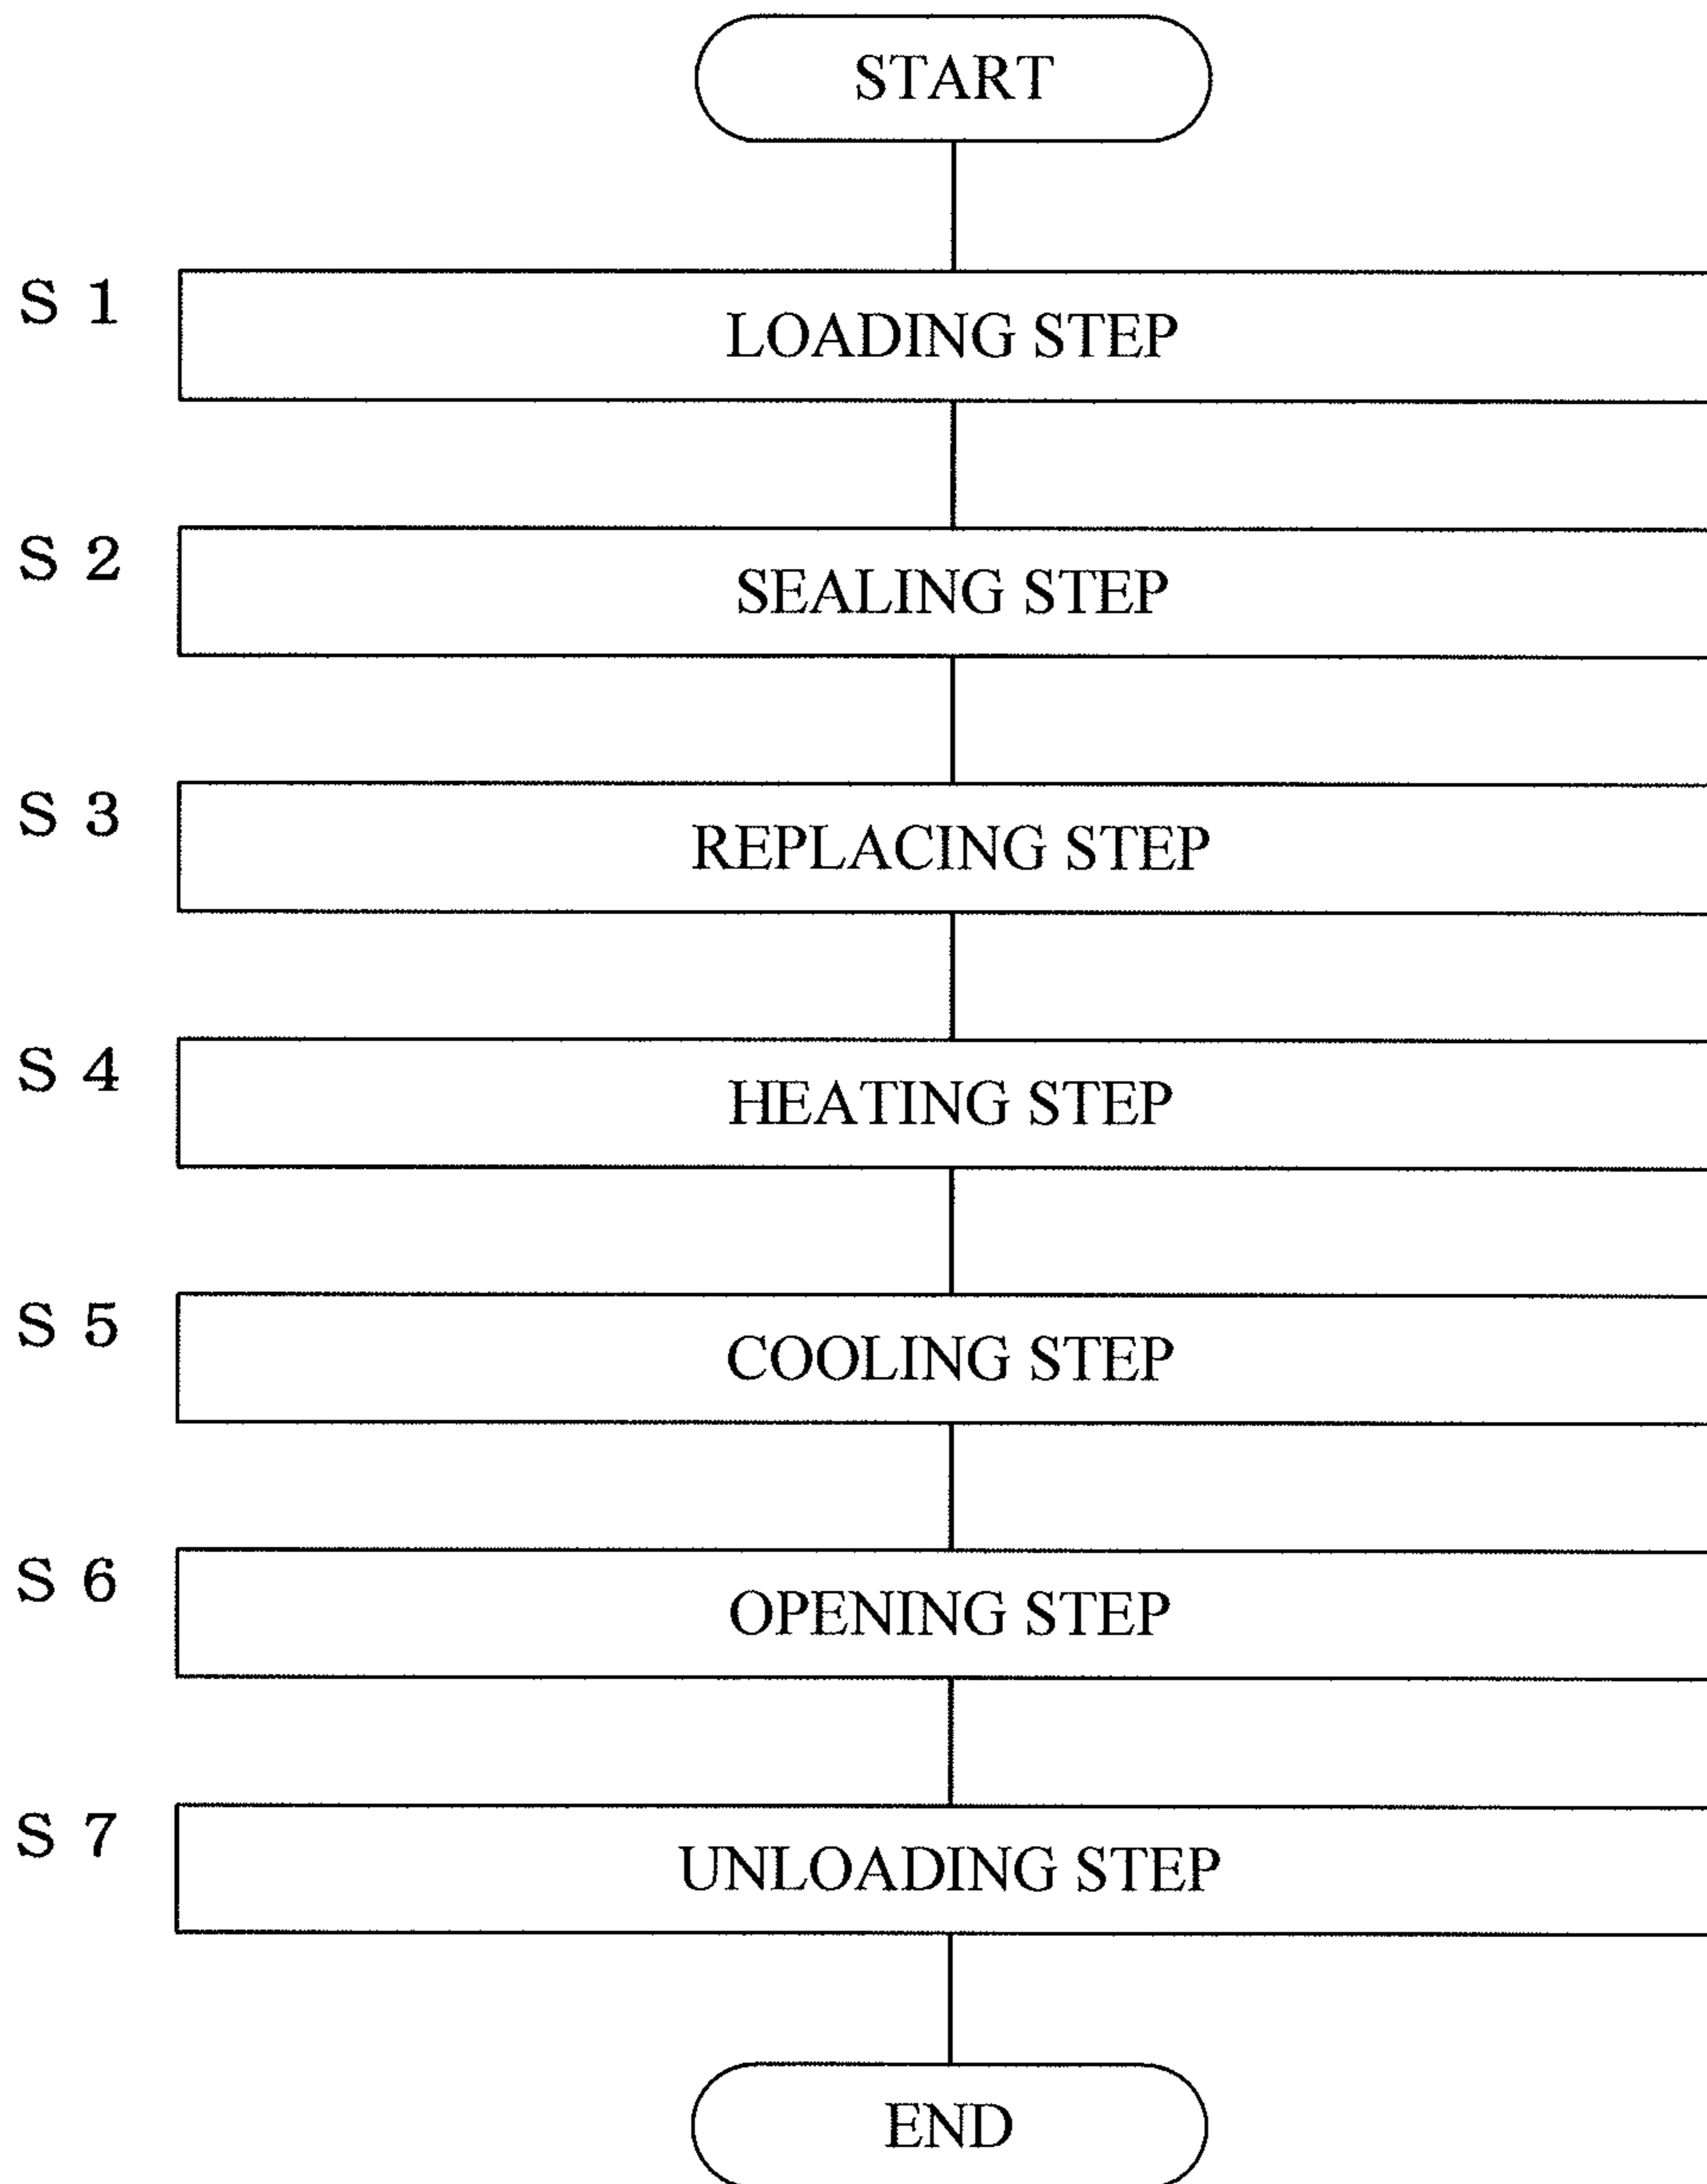 START
S 1 LOADING STEP
S 2 SEALING STEP
S 3 REPLACING STEP
S 4 HEATING STEP
S 5 COOLING STEP
S 6 OPENING STEP
S 7 UNLOADING STEP
END